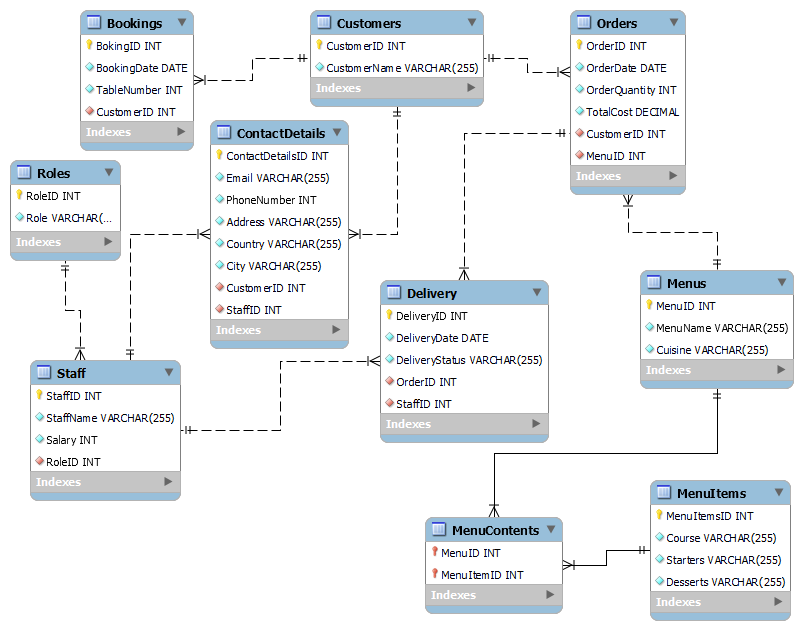 Bookings
BokingID INT
BookingDate DATE
TableNumber INT
CustomerID INT
Indexes
Customers
CustomerID INT
CustomerName VARCHAR(255)
Indexes
Orders
OrderID INT
OrderDate DATE
OrderQuantity INT
TotalCost DECIMAL
CustomerID INT
MenuID INT
Indexes
ContactDetails
ContactDetailsID INT
Email VARCHAR(255)
PhoneNumber INT
Address VARCHAR(255)
Country VARCHAR(255)
City VARCHAR(255)
CustomerID INT
StaffID INT
Indexes
Roles
RoleID INT
Role VARCHAR(...
Indexes
Delivery
DeliveryID INT
DeliveryDate DATE
DeliveryStatus VARCHAR(255)
OrderID INT
StaffID INT
Indexes
Menus
MenuID INT
MenuName VARCHAR(255)
Cuisine VARCHAR(255)
Indexes
Staff
StaffID INT
StaffName VARCHAR(255)
Salary INT
RoleID INT
Indexes
MenuContents
MenuID INT
MenuItemID INT
Indexes
MenuItems
MenuItemsID INT
Course VARCHAR(255)
Starters VARCHAR(255)
Desserts VARCHAR(255)
Indexes